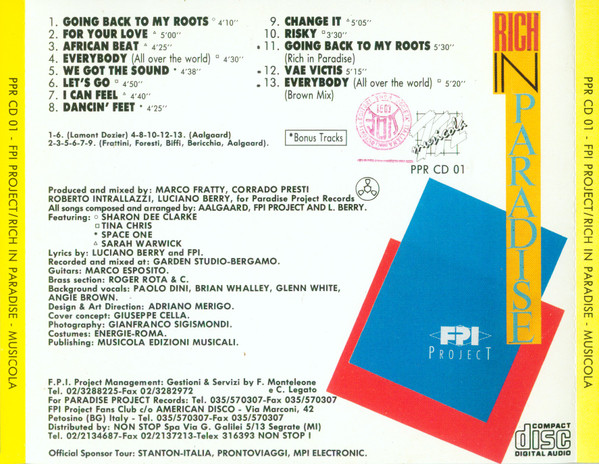 PPR CD 01 - FPI PROJECT/RICH IN PARADISE - MUSICOLA
1. GOING BACK TO MY ROOTS ○ 4'10"
2. FOR YOUR LOVE ▵ 5'00"
3. AFRICAN BEAT * 4'25"
4. EVERYBODY (All over the world) □ 4'30"
5. WE GOT THE SOUND * 4'38"
6. LET'S GO □ 4'50"
7. I CAN FEEL ▵ 4'40"
8. DANCIN' FEET * 4'25"
9. CHANGE IT ▵ 5'05"
10. RISKY □ 3'30"
• 11. GOING BACK TO MY ROOTS 5'30"
(Rich in Paradise)
• 12. VAE VICTIS 5'15"
• 13. EVERYBODY (All over the world) □ 5'20"
(Brown Mix)
1-6. (Lamont Dozier) 4-8-10-12-13. (Aalgaard)
2-3-5-6-7-9. (Frattini, Foresti, Biffi, Bericchia, Aalgaard).
*Bonus Tracks
musicola
PPR CD 01
RICH
IN
PARADISE
Produced and mixed by: MARCO FRATTY, CORRADO PRESTI
ROBERTO INTRALLAZZI, LUCIANO BERRY, for Paradise Project Records
All songs composed and arranged by: AALGAARD, FPI PROJECT AND L. BERRY.
Featuring: ○ SHARON DEE CLARKE
□ TINA CHRIS
* SPACE ONE
▵ SARAH WARWICK
Lyrics by: LUCIANO BERRY and FPI.
Recorded and mixed at: GARDEN STUDIO-BERGAMO.
Guitars: MARCO ESPOSITO.
Brass section: ROGER ROTA & C.
Background vocals: PAOLO DINI, BRIAN WHALLEY, GLENN WHITE,
ANGIE BROWN.
Design & Art Direction: ADRIANO MERIGO.
Cover concept: GIUSEPPE CELLA.
Photography: GIANFRANCO SIGISMONDI.
Costumes: ENERGIE-ROMA.
Publishing: MUSICOLA EDIZIONI MUSICALI.
FPI
PROJECT
F.P.I. Project Management: Gestioni & Servizi by F. Monteleone
Tel. 02/3288225-Fax 02/3282972 e C. Legato
For PARADISE PROJECT Records: Tel. 035/570307-Fax 035/570307
FPI Project Fans Club c/o AMERICAN DISCO - Via Marconi, 42
Petosino (BG) Italy - Tel. 035/570307-Fax 035/570307
Distributed by: NON STOP Spa Via G. Galilei 5/13 Segrate (MI)
Tel. 02/2134687-Fax 02/2137213-Telex 316393 NON STOP I
Official Sponsor Tour: STANTON-ITALIA, PRONTOVIAGGI, MPI ELECTRONIC.
COMPACT
disc
DIGITAL AUDIO
PPR CD 01 - FPI PROJECT/RICH IN PARADISE - MUSICOLA